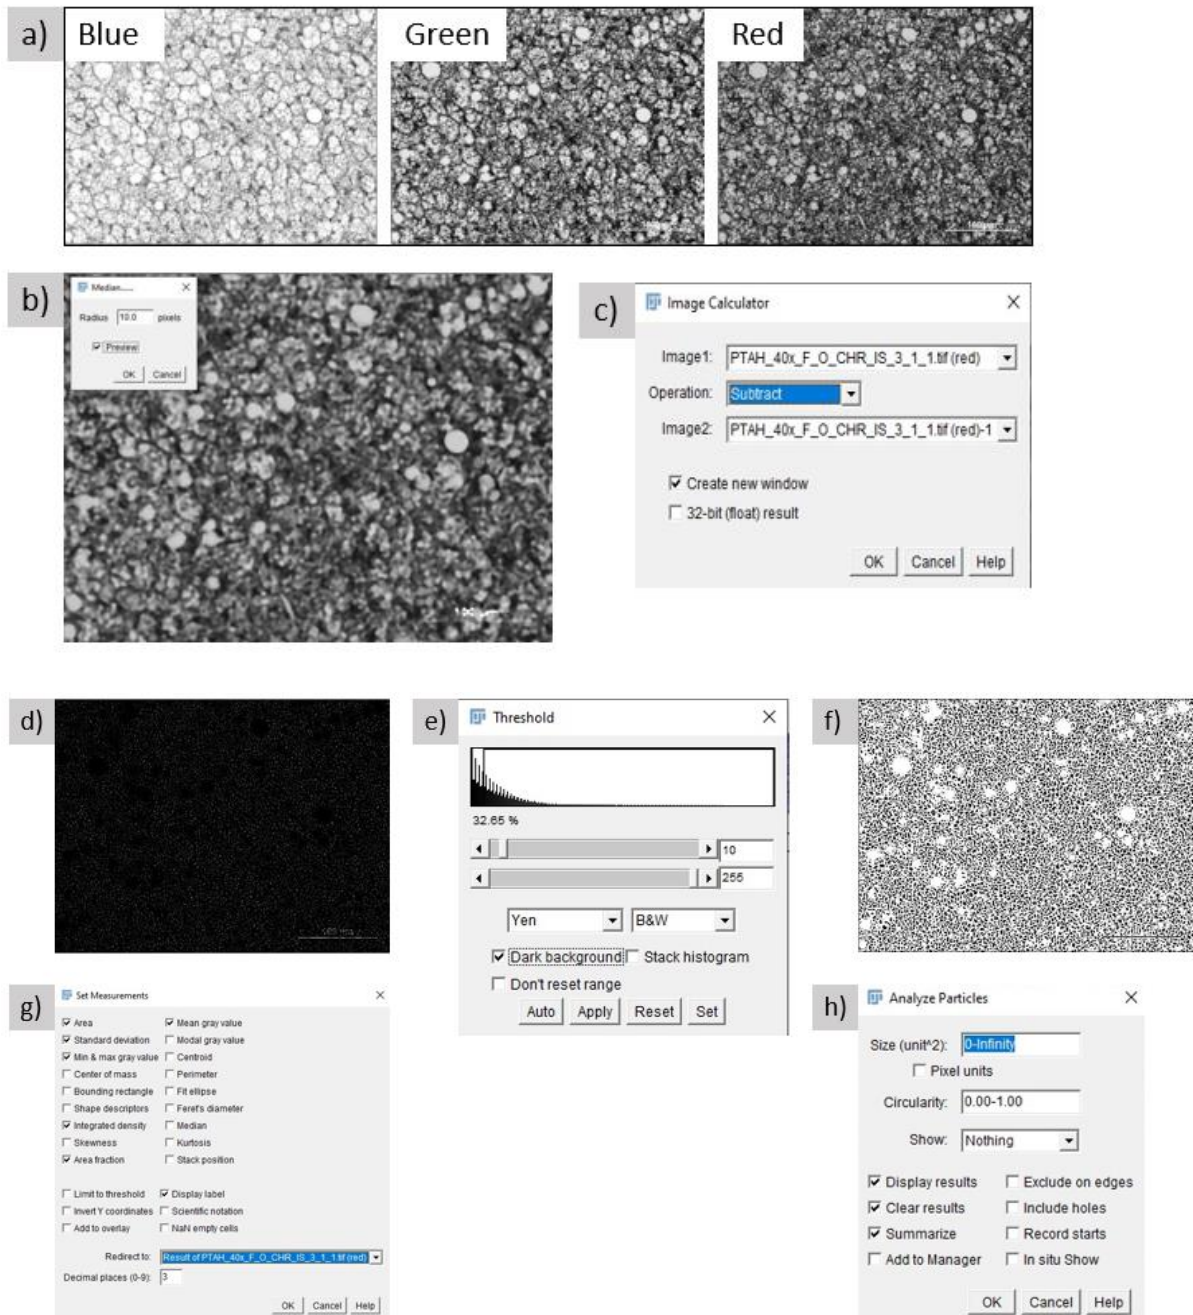 a)
Blue
Green
Red
b)
Median......
Radius 10.0 pixels
Preview
OK Cancel
c)
Image Calculator
Image1: PTAH_40x_F_O_CHR_IS_3_1_1.tif (red)
Operation: Subtract
Image2: PTAH_40x_F_O_CHR_IS_3_1_1.tif (red)-1
Create new window
32-bit (float) result
OK Cancel Help
d)
e)
Threshold
32.65 %
10
255
Yen B&W
Dark background Stack histogram
Don't reset range
Auto Apply Reset Set
f)
g)
Set Measurements
Area Mean gray value
Standard deviation Modal gray value
Min & max gray value Centroid
Center of mass Perimeter
Bounding rectangle Fit ellipse
Shape descriptors Feret's diameter
Integrated density Median
Skewness Kurtosis
Area fraction Stack position
Limit to threshold Display label
Invert Y coordinates Scientific notation
Add to overlay NaN empty cells
Redirect to: Result of PTAH_40x_F_O_CHR_IS_3_1_1.tif (red)
Decimal places (0-9): 3
OK Cancel Help
h)
Analyze Particles
Size (unit^2): 0-Infinity
Pixel units
Circularity: 0.00-1.00
Show: Nothing
Display results Exclude on edges
Clear results Include holes
Summarize Record starts
Add to Manager In situ Show
OK Cancel Help